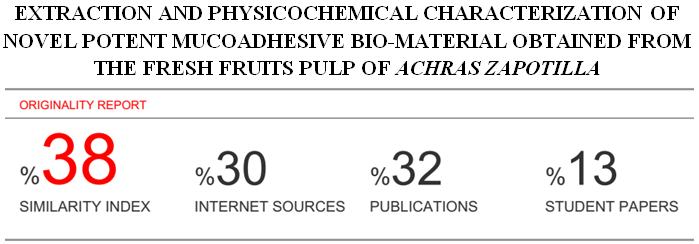 EXTRACTION AND PHYSICOCHEMICAL CHARACTERIZATION OF
NOVEL POTENT MUCOADHESIVE BIO-MATERIAL OBTAINED FROM
THE FRESH FRUITS PULP OF ACHRAS ZAPOTILLA
ORIGINALITY REPORT
%38 %30 %32 %13
SIMILARITY INDEX INTERNET SOURCES PUBLICATIONS STUDENT PAPERS